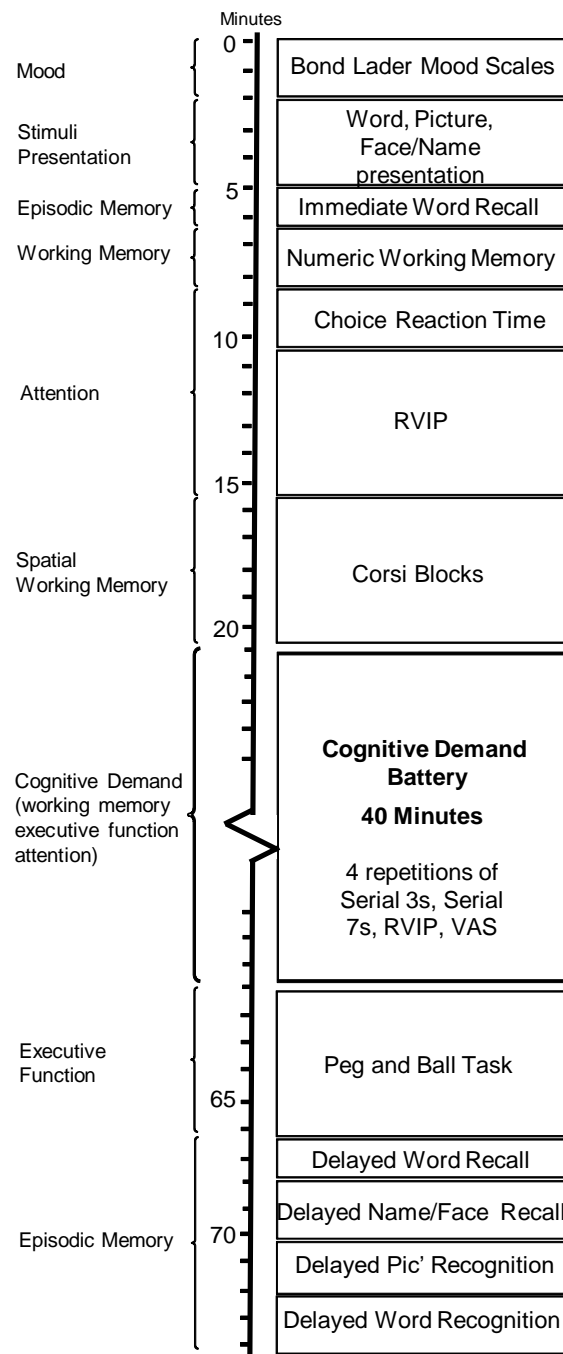 Minutes
0
Mood
Bond Lader Mood Scales
Stimuli
Presentation
Word, Picture,
Face/Name
presentation
5
Episodic Memory
Immediate Word Recall
Working Memory
Numeric Working Memory
Choice Reaction Time
10
Attention
RVIP
15
Spatial
Working Memory
Corsi Blocks
20
Cognitive Demand
(working memory
executive function
attention)
Cognitive Demand
Battery
40 Minutes
4 repetitions of
Serial 3s, Serial
7s, RVIP, VAS
Executive
Function
Peg and Ball Task
65
Delayed Word Recall
Delayed Name/Face Recall
70
Episodic Memory
Delayed Pic' Recognition
Delayed Word Recognition